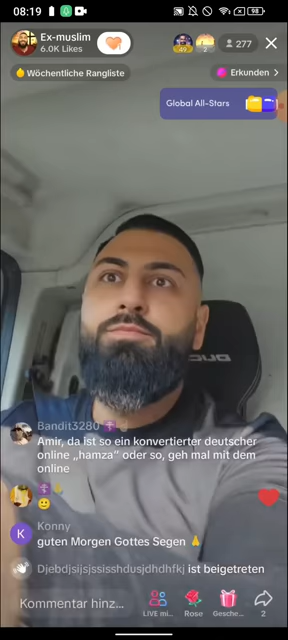 08:19
98
Ex-muslim
6.0K Likes
49
2
277
Wöchentliche Rangliste
Erkunden >
Global All-Stars
Bandit3280
Amir, da Ist so ein konvertierter deutscher
online „hamza“ oder so, geh mal mit dem
online
K
Konny
guten Morgen Gottes Segen 🙏
Djebdjsijsjssisshdusjdhdhfkj ist beigetreten
Kommentar hinz...
LIVE mi...
Rose
Gesche...
2